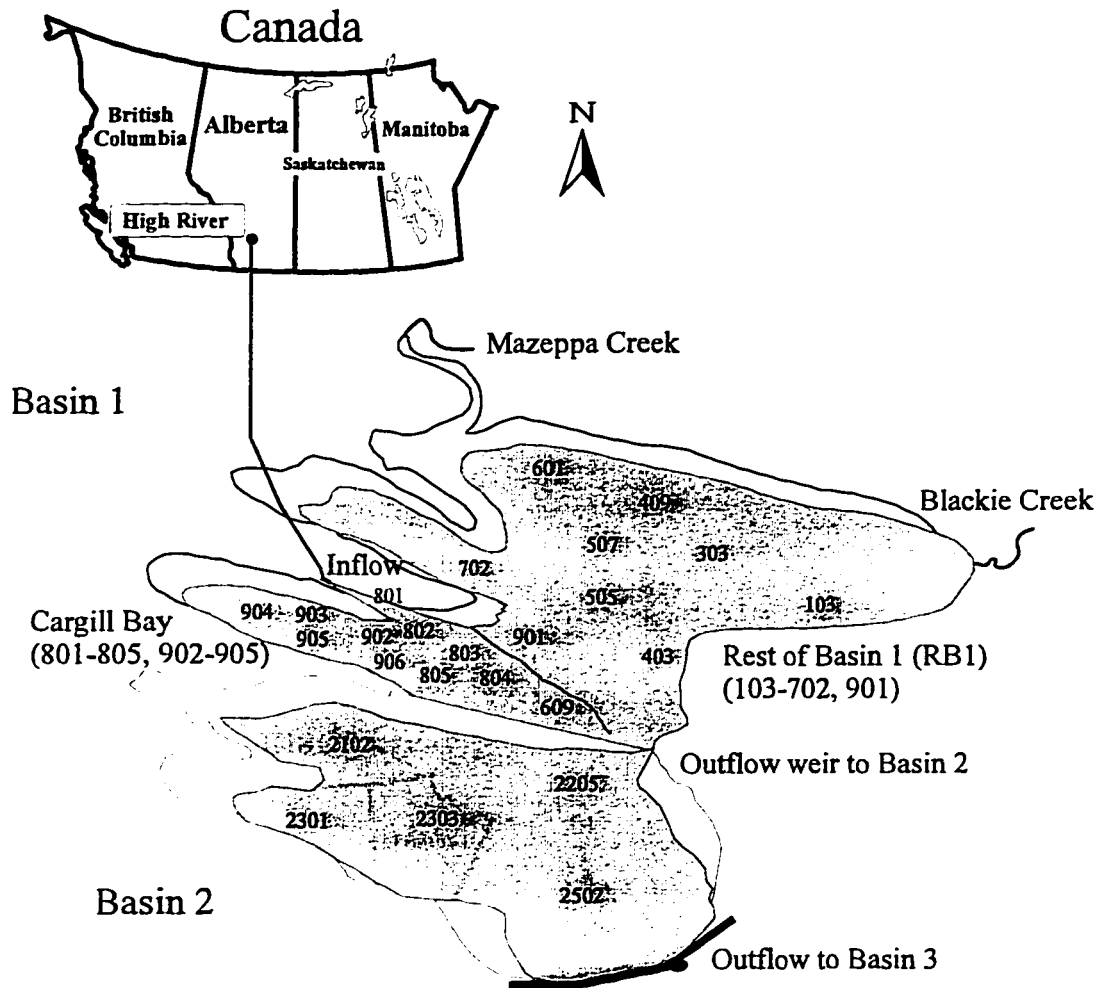 Canada
N
British
Columbia
Alberta
Manitoba
Saskatchewan
High River
Mazeppa Creek
Basin 1
601
409
Blackie Creek
507
303
702
Inflow
801
505
103
904
903
Cargill Bay
(801-805, 902-905)
905
902
802
901
803
403
906
805
804
Rest of Basin 1 (RB1)
(103-702, 901)
609
2102
Outflow weir to Basin 2
2205
2301
2303
2502
Basin 2
Outflow to Basin 3